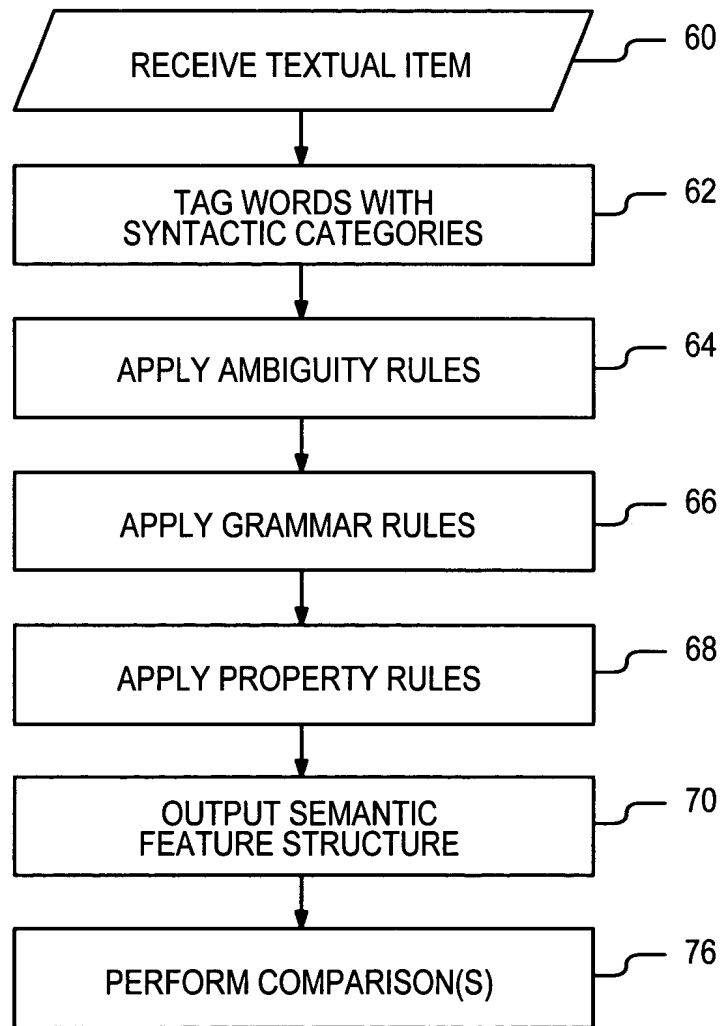 RECEIVE TEXTUAL ITEM
60
TAG WORDS WITH
SYNTACTIC CATEGORIES
62
APPLY AMBIGUITY RULES
64
APPLY GRAMMAR RULES
66
APPLY PROPERTY RULES
68
OUTPUT SEMANTIC
FEATURE STRUCTURE
70
PERFORM COMPARISON(S)
76